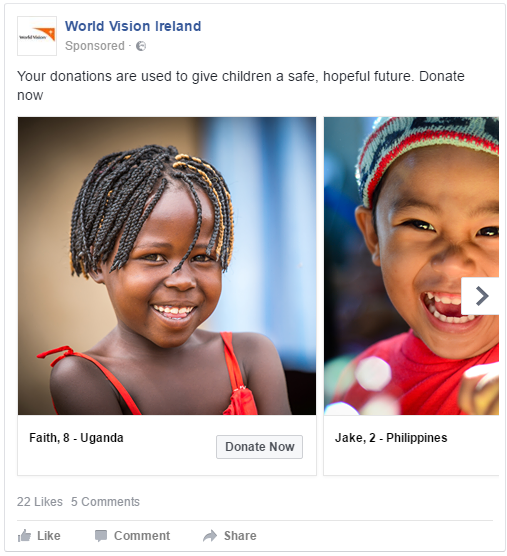 World Vision
World Vision Ireland
Sponsored ·
Your donations are used to give children a safe, hopeful future. Donate
now
Faith, 8 - Uganda
Donate Now
Jake, 2 - Philippines
22 Likes 5 Comments
Like Comment Share